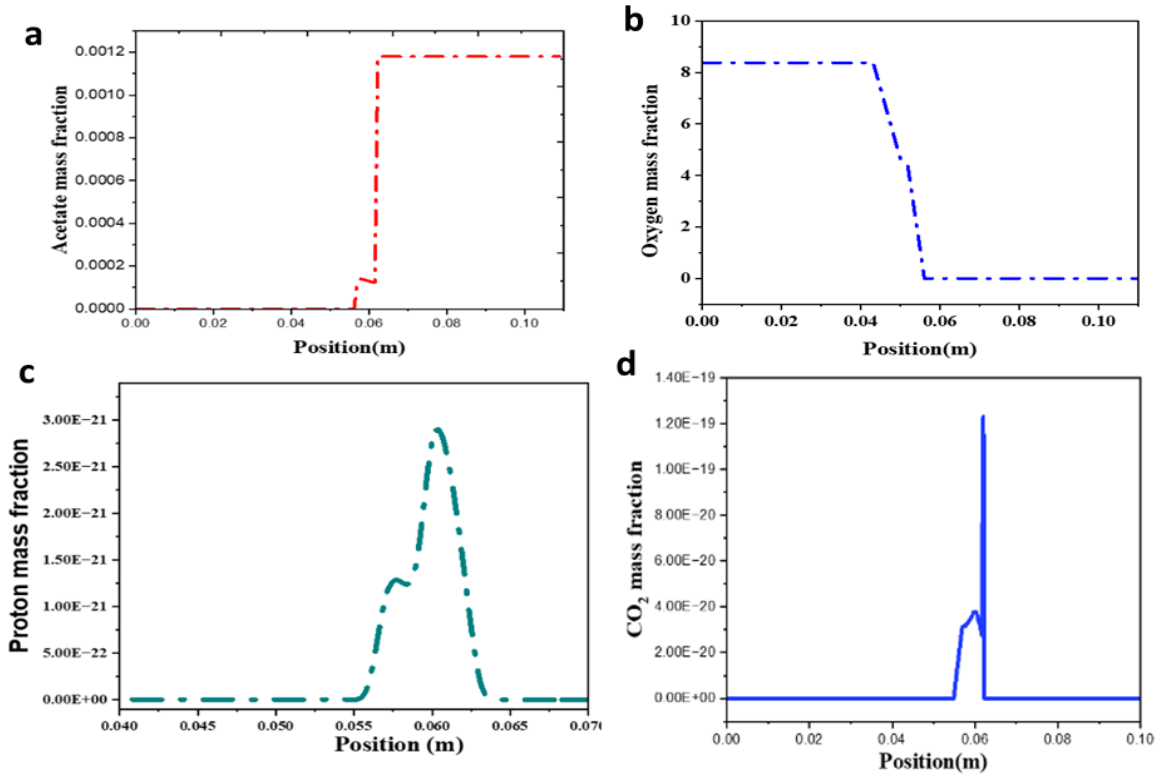 a
Acetate mass fraction
0.0012
0.0010
0.0008
0.0006
0.0004
0.0002
0.0000
0.00 0.02 0.04 0.06 0.08 0.10
Position(m)
b
Oxygen mass fraction
10
8
6
4
2
0
0.00 0.02 0.04 0.06 0.08 0.10
Position(m)
c
Proton mass fraction
3.00E−21
2.50E−21
2.00E−21
1.50E−21
1.00E−21
5.00E−22
0.00E+00
0.040 0.045 0.050 0.055 0.060 0.065 0.070
Position (m)
d
CO₂ mass fraction
1.40E−19
1.20E−19
1.00E−19
8.00E−20
6.00E−20
4.00E−20
2.00E−20
0.00E+00
0.00 0.02 0.04 0.06 0.08 0.10
Position(m)